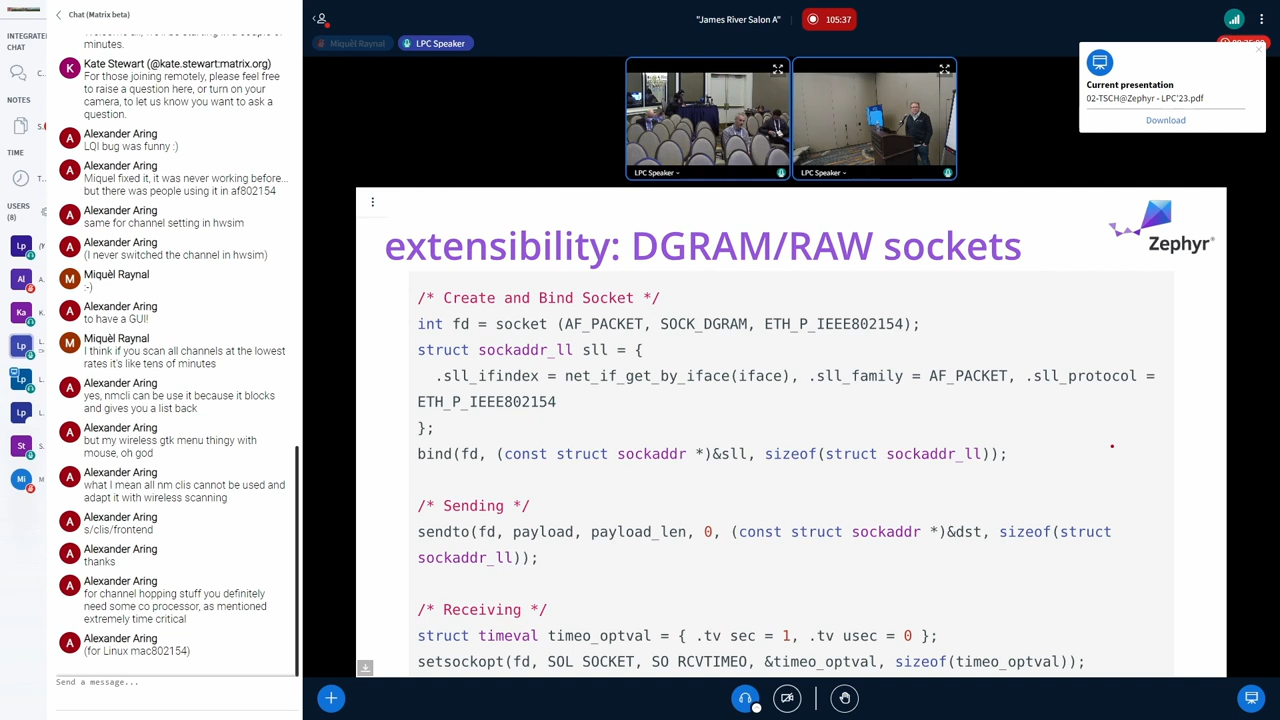 Chat (Matrix beta)
INTEGRATE
CHAT
C.
NOTES
S.
TIME
T..
USERS
(8)
minutes.
Kate Stewart (@kate.stewart:matrix.org)
For those joining remotely, please feel free
to raise a question here, or turn on your
camera, to let us know you want to ask a
question.
Alexander Aring
LQI bug was funny :)
Alexander Aring
Miquel fixed it, it was never working before...
but there was people using it in af802154
Alexander Aring
same for channel setting in hwsim
Alexander Aring
(I never switched the channel in hwsim)
Miquèl Raynal
:-)
Alexander Aring
to have a GUI!
Miquèl Raynal
I think if you scan all channels at the lowest
rates it's like tens of minutes
Alexander Aring
yes, nmcli can be use it because it blocks
and gives you a list back
Alexander Aring
but my wireless gtk menu thingy with
mouse, oh god
Alexander Aring
what I mean all nm clis cannot be used and
adapt it with wireless scanning
Alexander Aring
s/clis/frontend
Alexander Aring
thanks
Alexander Aring
for channel hopping stuff you definitely
need some co processor, as mentioned
extremely time critical
Alexander Aring
(for Linux mac802154)
Send a message...
"James River Salon A"
105:37
Miquèl Raynal
LPC Speaker
LPC Speaker
LPC Speaker
Current presentation
02-TSCH@Zephyr - LPC'23.pdf
Download
Zephyr
extensibility: DGRAM/RAW sockets
/* Create and Bind Socket */
int fd = socket (AF_PACKET, SOCK_DGRAM, ETH_P_IEEE802154);
struct sockaddr_ll sll = {
.sll_ifindex = net_if_get_by_iface(iface), .sll_family = AF_PACKET, .sll_protocol =
ETH_P_IEEE802154
};
bind(fd, (const struct sockaddr *)&sll, sizeof(struct sockaddr_ll));
/* Sending */
sendto(fd, payload, payload_len, 0, (const struct sockaddr *)&dst, sizeof(struct
sockaddr_ll));
/* Receiving */
struct timeval timeo_optval = { .tv sec = 1, .tv usec = 0 };
setsockopt(fd, SOL SOCKET, SO RCVTIMEO, &timeo_optval, sizeof(timeo_optval));